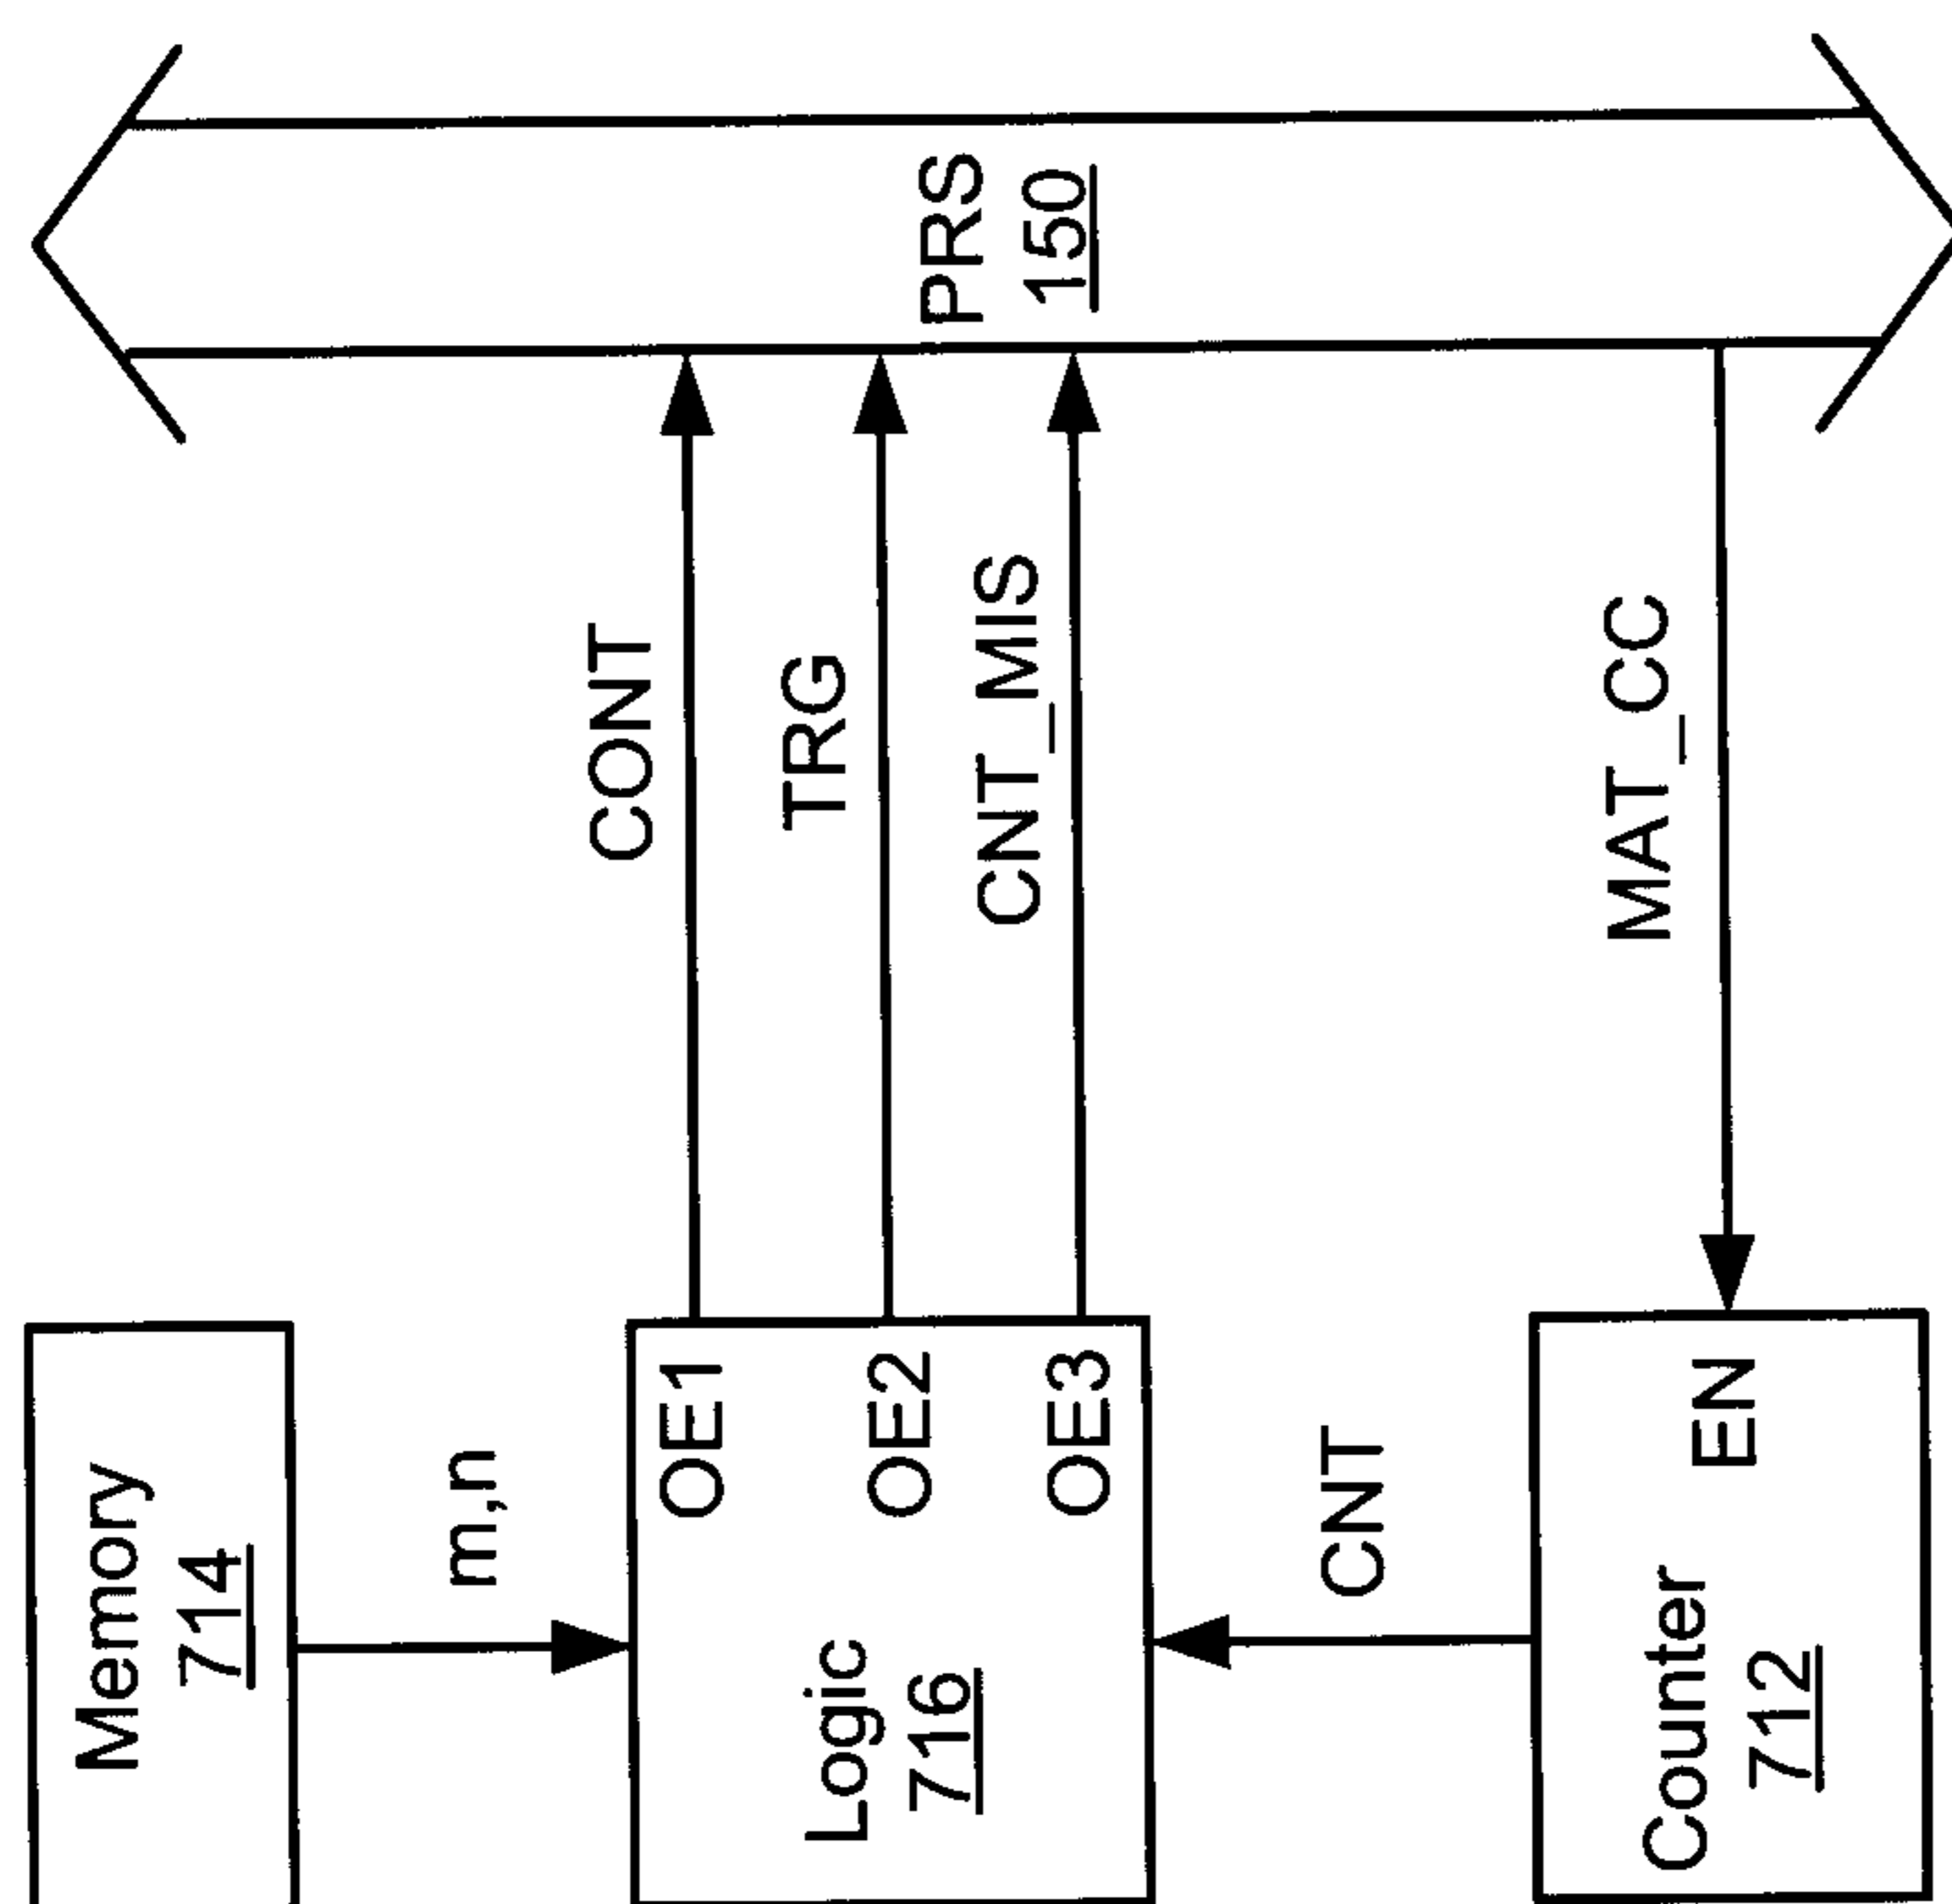 Memory
714
m,n
Logic
716
OE1
OE2
OE3
CONT
TRG
CNT_MIS
PRS
150
CNT
Counter
712
EN
MAT_CC